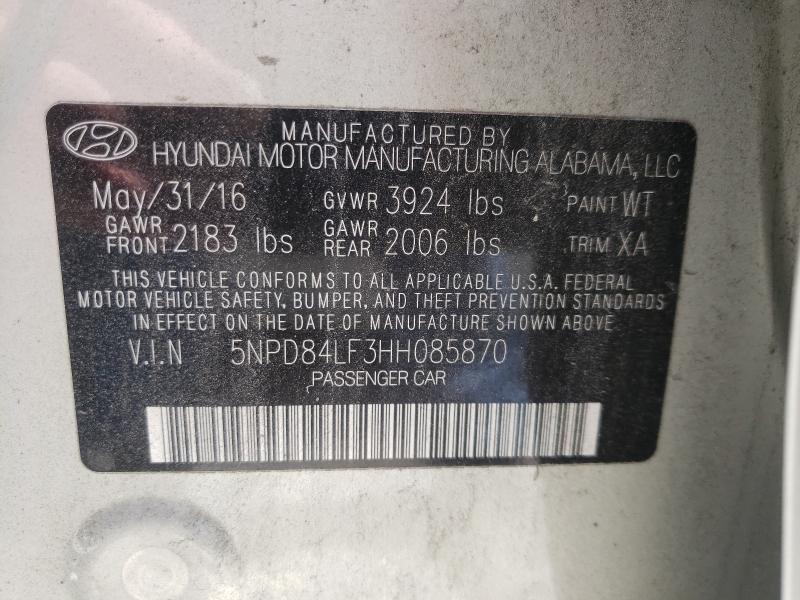 MANUFACTURED BY
HYUNDAI MOTOR MANUFACTURING ALABAMA, LLC
May/31/16 GVWR 3924 lbs PAINT WT
GAWR FRONT 2183 lbs GAWR REAR 2006 lbs TRIM XA
THIS VEHICLE CONFORMS TO ALL APPLICABLE U.S.A. FEDERAL
MOTOR VEHICLE SAFETY, BUMPER, AND THEFT PREVENTION STANDARDS
IN EFFECT ON THE DATE OF MANUFACTURE SHOWN ABOVE.
V.I.N 5NPD84LF3HH085870
PASSENGER CAR